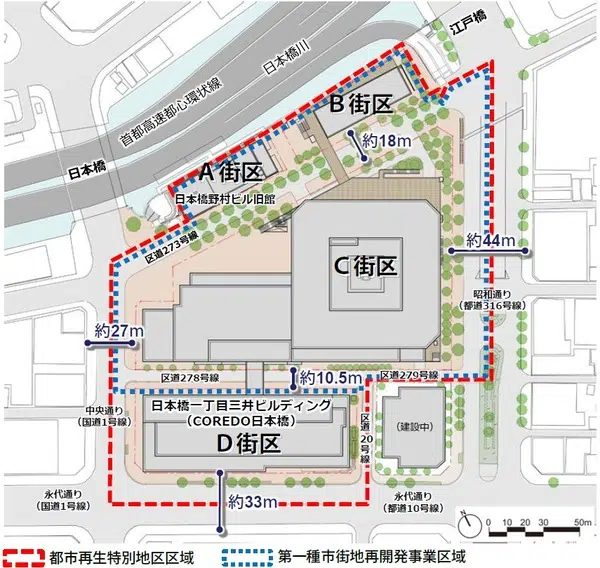 江戸橋
日本橋川
首都高速都心環状線
日本橋
B街区
約18m
A街区
日本橋野村ビル旧館
区道273号線
約44m
C街区
昭和通り
(都道316号線)
約27m
区道278号線
約10.5m
区道279号線
中央通り
(国道1号線)
日本橋一丁目三井ビルディング
(COREDO日本橋)
D街区
区道20号線
(建設中)
永代通り
(国道1号線)
約33m
永代通り
(都道10号線)
N
0 10 20 30 50m
都市再生特別地区区域
第一種市街地再開発事業区域